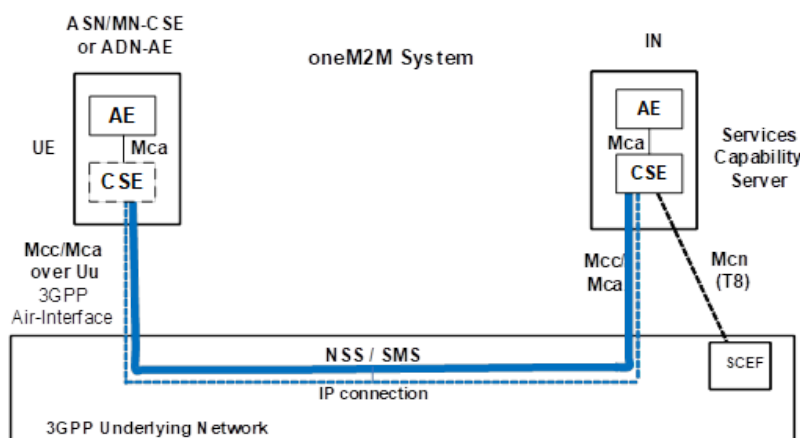 ASN/MN-CSE
or ADN-AE
oneM2M System
IN
AE
Mca
UE
CSE
AE
Mca
CSE
Services
Capability
Server
Mcc/Mca
over Uu
3GPP
Air-Interface
Mcc/
Mca
Mcn
(T8)
NSS / SMS
IP connection
SCEF
3GPP Underlying Network